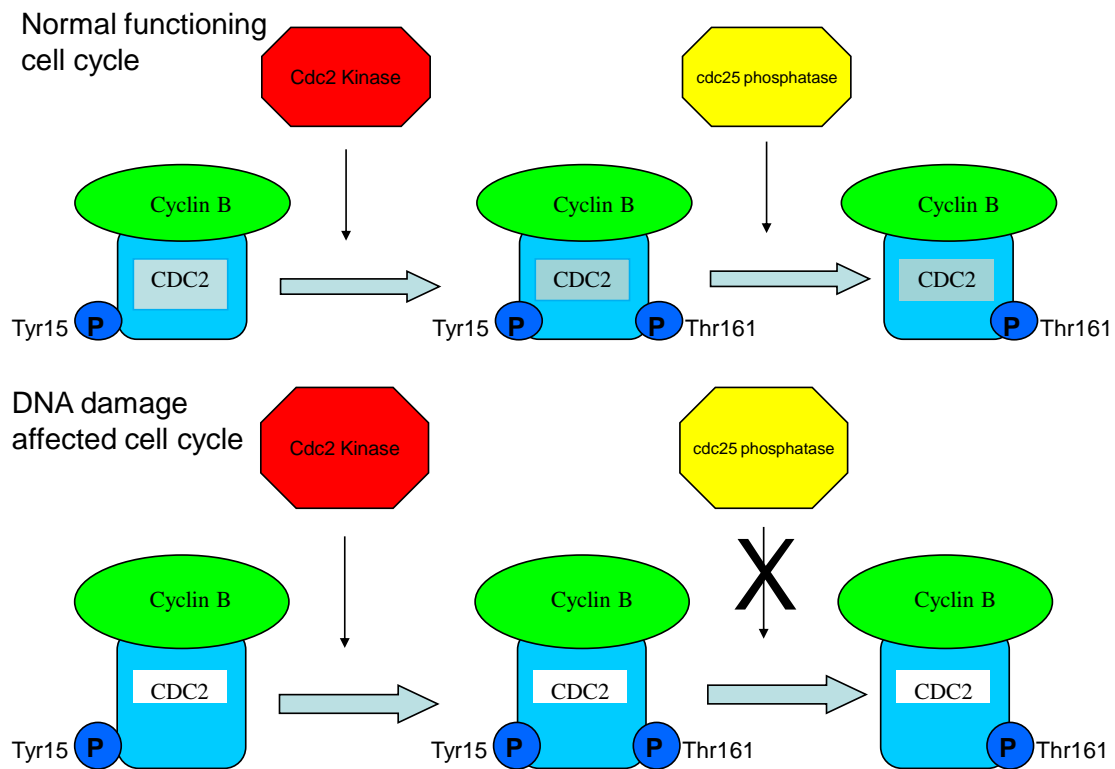 Normal functioning
cell cycle
Cdc2 Kinase
cdc25 phosphatase
Cyclin B
Cyclin B
Cyclin B
CDC2
CDC2
CDC2
Tyr15
P
Tyr15
P
P
Thr161
P
Thr161
DNA damage
affected cell cycle
Cdc2 Kinase
cdc25 phosphatase
X
Cyclin B
Cyclin B
Cyclin B
CDC2
CDC2
CDC2
Tyr15
P
Tyr15
P
P
Thr161
P
Thr161